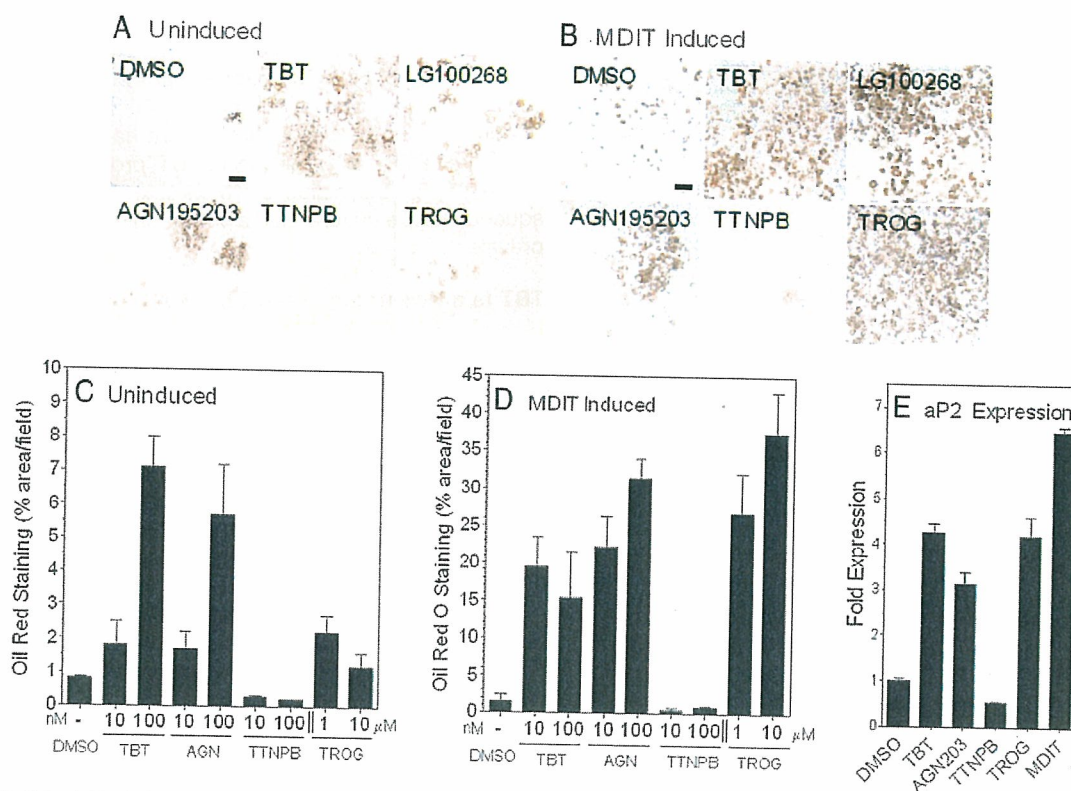 A Uninduced
DMSO TBT LG100268
AGN195203 TTNPB TROG
B MDIT Induced
DMSO TBT LG100268
AGN195203 TTNPB TROG
C Uninduced
Oil Red Staining (% area/field)
10
9
8
7
6
5
4
3
2
1
0
nM - 10 100 10 100 10 100 1 10 µM
DMSO TBT AGN TTNPB TROG
D MDIT Induced
Oil Red O Staining (% area/field)
45
40
35
30
25
20
15
10
5
0
nM - 10 100 10 100 10 100 1 10 µM
DMSO TBT AGN TTNPB TROG
E aP2 Expression
Fold Expression
7
6
5
4
3
2
1
0
DMSO TBT AGN203 TTNPB TROG MDIT